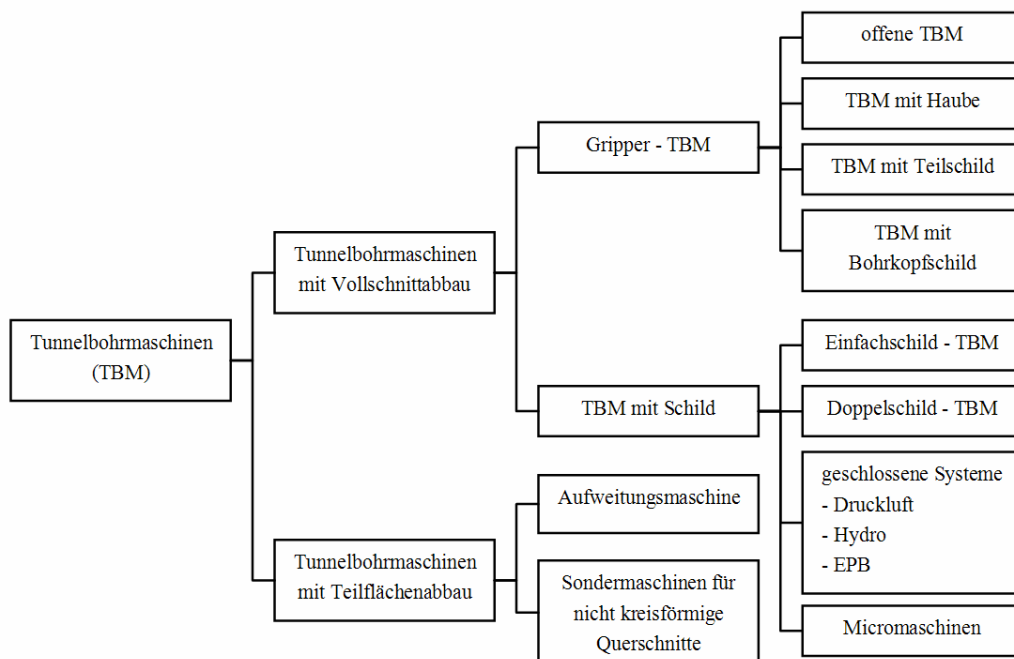 offene TBM
TBM mit Haube
Gripper - TBM
TBM mit Teilschild
TBM mit
Bohrkopfschild
Tunnelbohrmaschinen
mit Vollschnittabbau
Tunnelbohrmaschinen
(TBM)
Einfachschild - TBM
TBM mit Schild
Doppelschild - TBM
geschlossene Systeme
- Druckluft
- Hydro
- EPB
Aufweitungsmaschine
Tunnelbohrmaschinen
mit Teilflächenabbau
Sondermaschinen für
nicht kreisförmige
Querschnitte
Micromaschinen